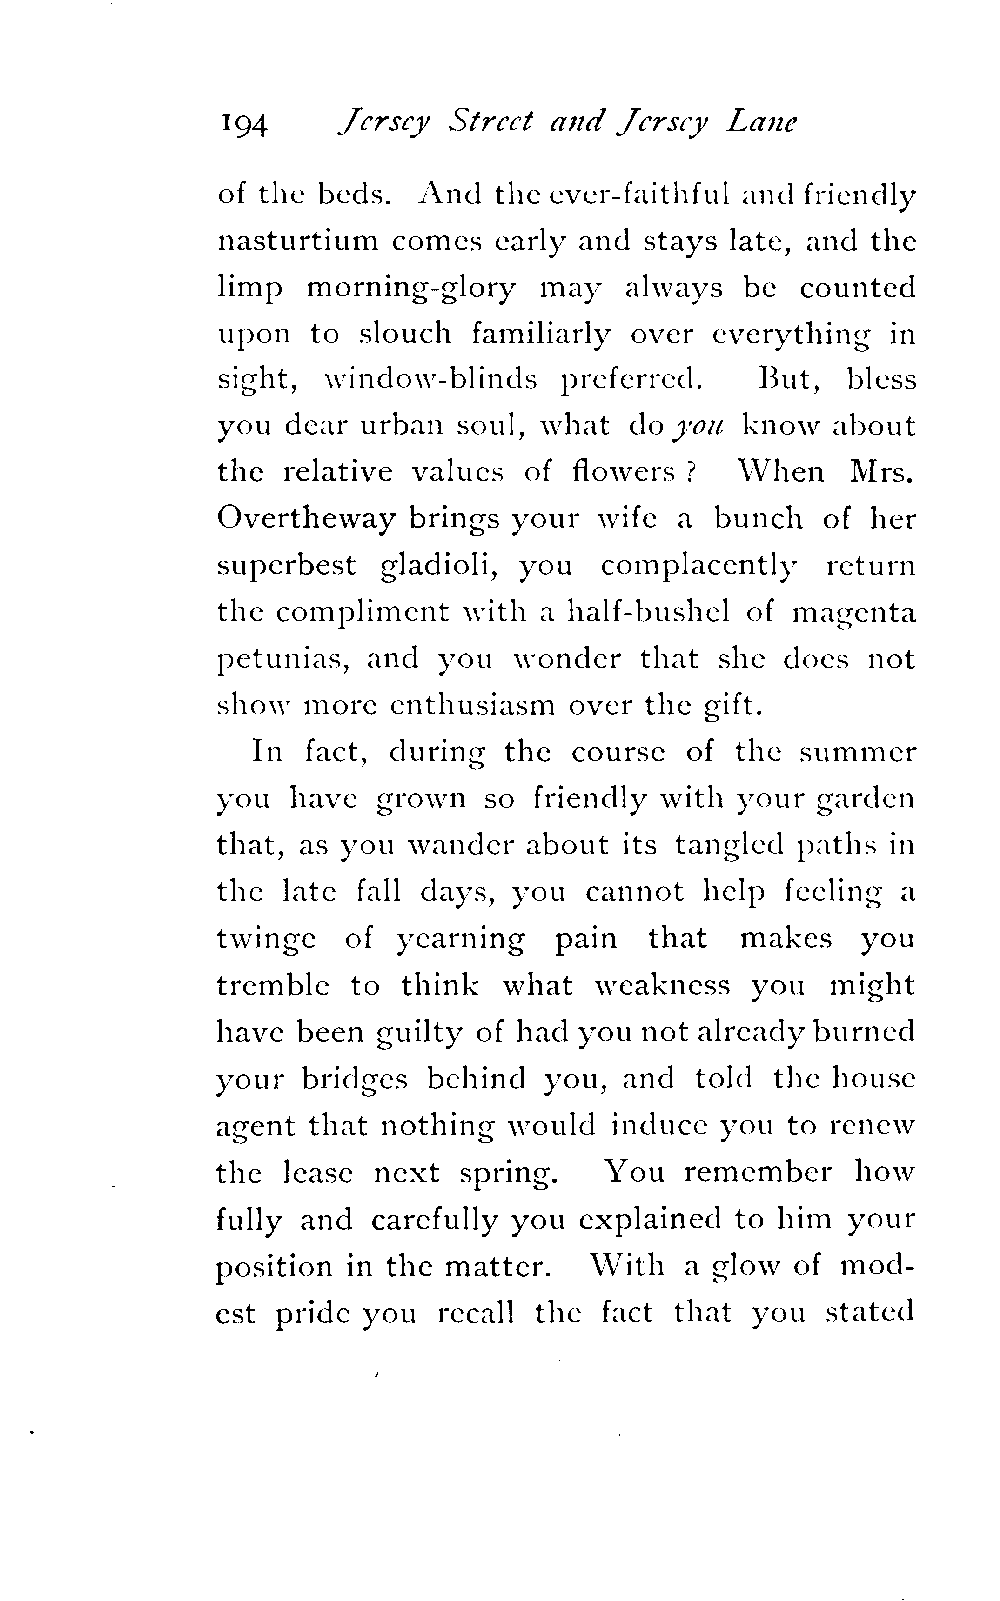 194 Jersey Street and Jersey Lane
of the beds. And the ever-faithful and friendly
nasturtium comes early and stays late, and the
limp morning-glory may always be counted
upon to slouch familiarly over everything in
sight, window-blinds preferred. But, bless
you dear urban soul, what do you know about
the relative values of flowers ? When Mrs.
Overtheway brings your wife a bunch of her
superbest gladioli, you complacently return
the compliment with a half-bushel of magenta
petunias, and you wonder that she does not
show more enthusiasm over the gift.
In fact, during the course of the summer
you have grown so friendly with your garden
that, as you wander about its tangled paths in
the late fall days, you cannot help feeling a
twinge of yearning pain that makes you
tremble to think what weakness you might
have been guilty of had you not already burned
your bridges behind you, and told the house
agent that nothing would induce you to renew
the lease next spring. You remember how
fully and carefully you explained to him your
position in the matter. With a glow of mod-
est pride you recall the fact that you stated